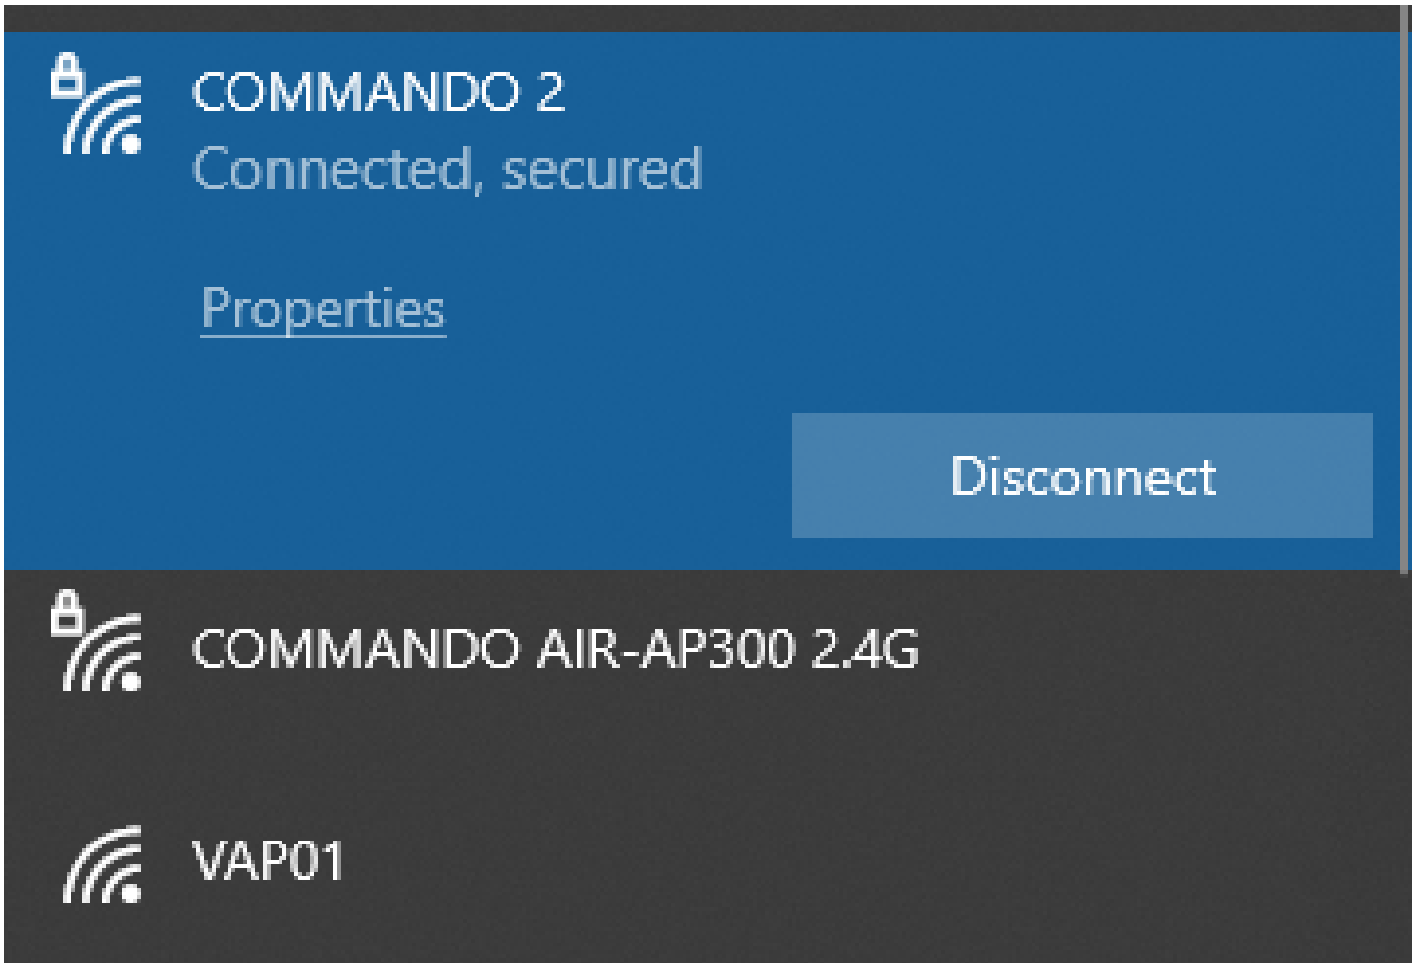 COMMANDO 2
Connected, secured
Properties
Disconnect
COMMANDO AIR-AP300 2.4G
VAP01